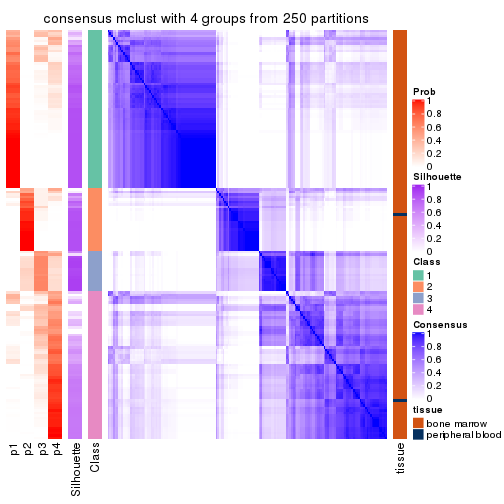 consensus mclust with 4 groups from 250 partitions
Prob
1
0.8
0.6
0.4
0.2
0
Silhouette
1
0.8
0.6
0.4
0.2
0
Class
1
2
3
4
Consensus
1
0.8
0.6
0.4
0.2
0
tissue
bone marrow
peripheral blood
p1
p2
p3
p4
Silhouette
Class
tissue